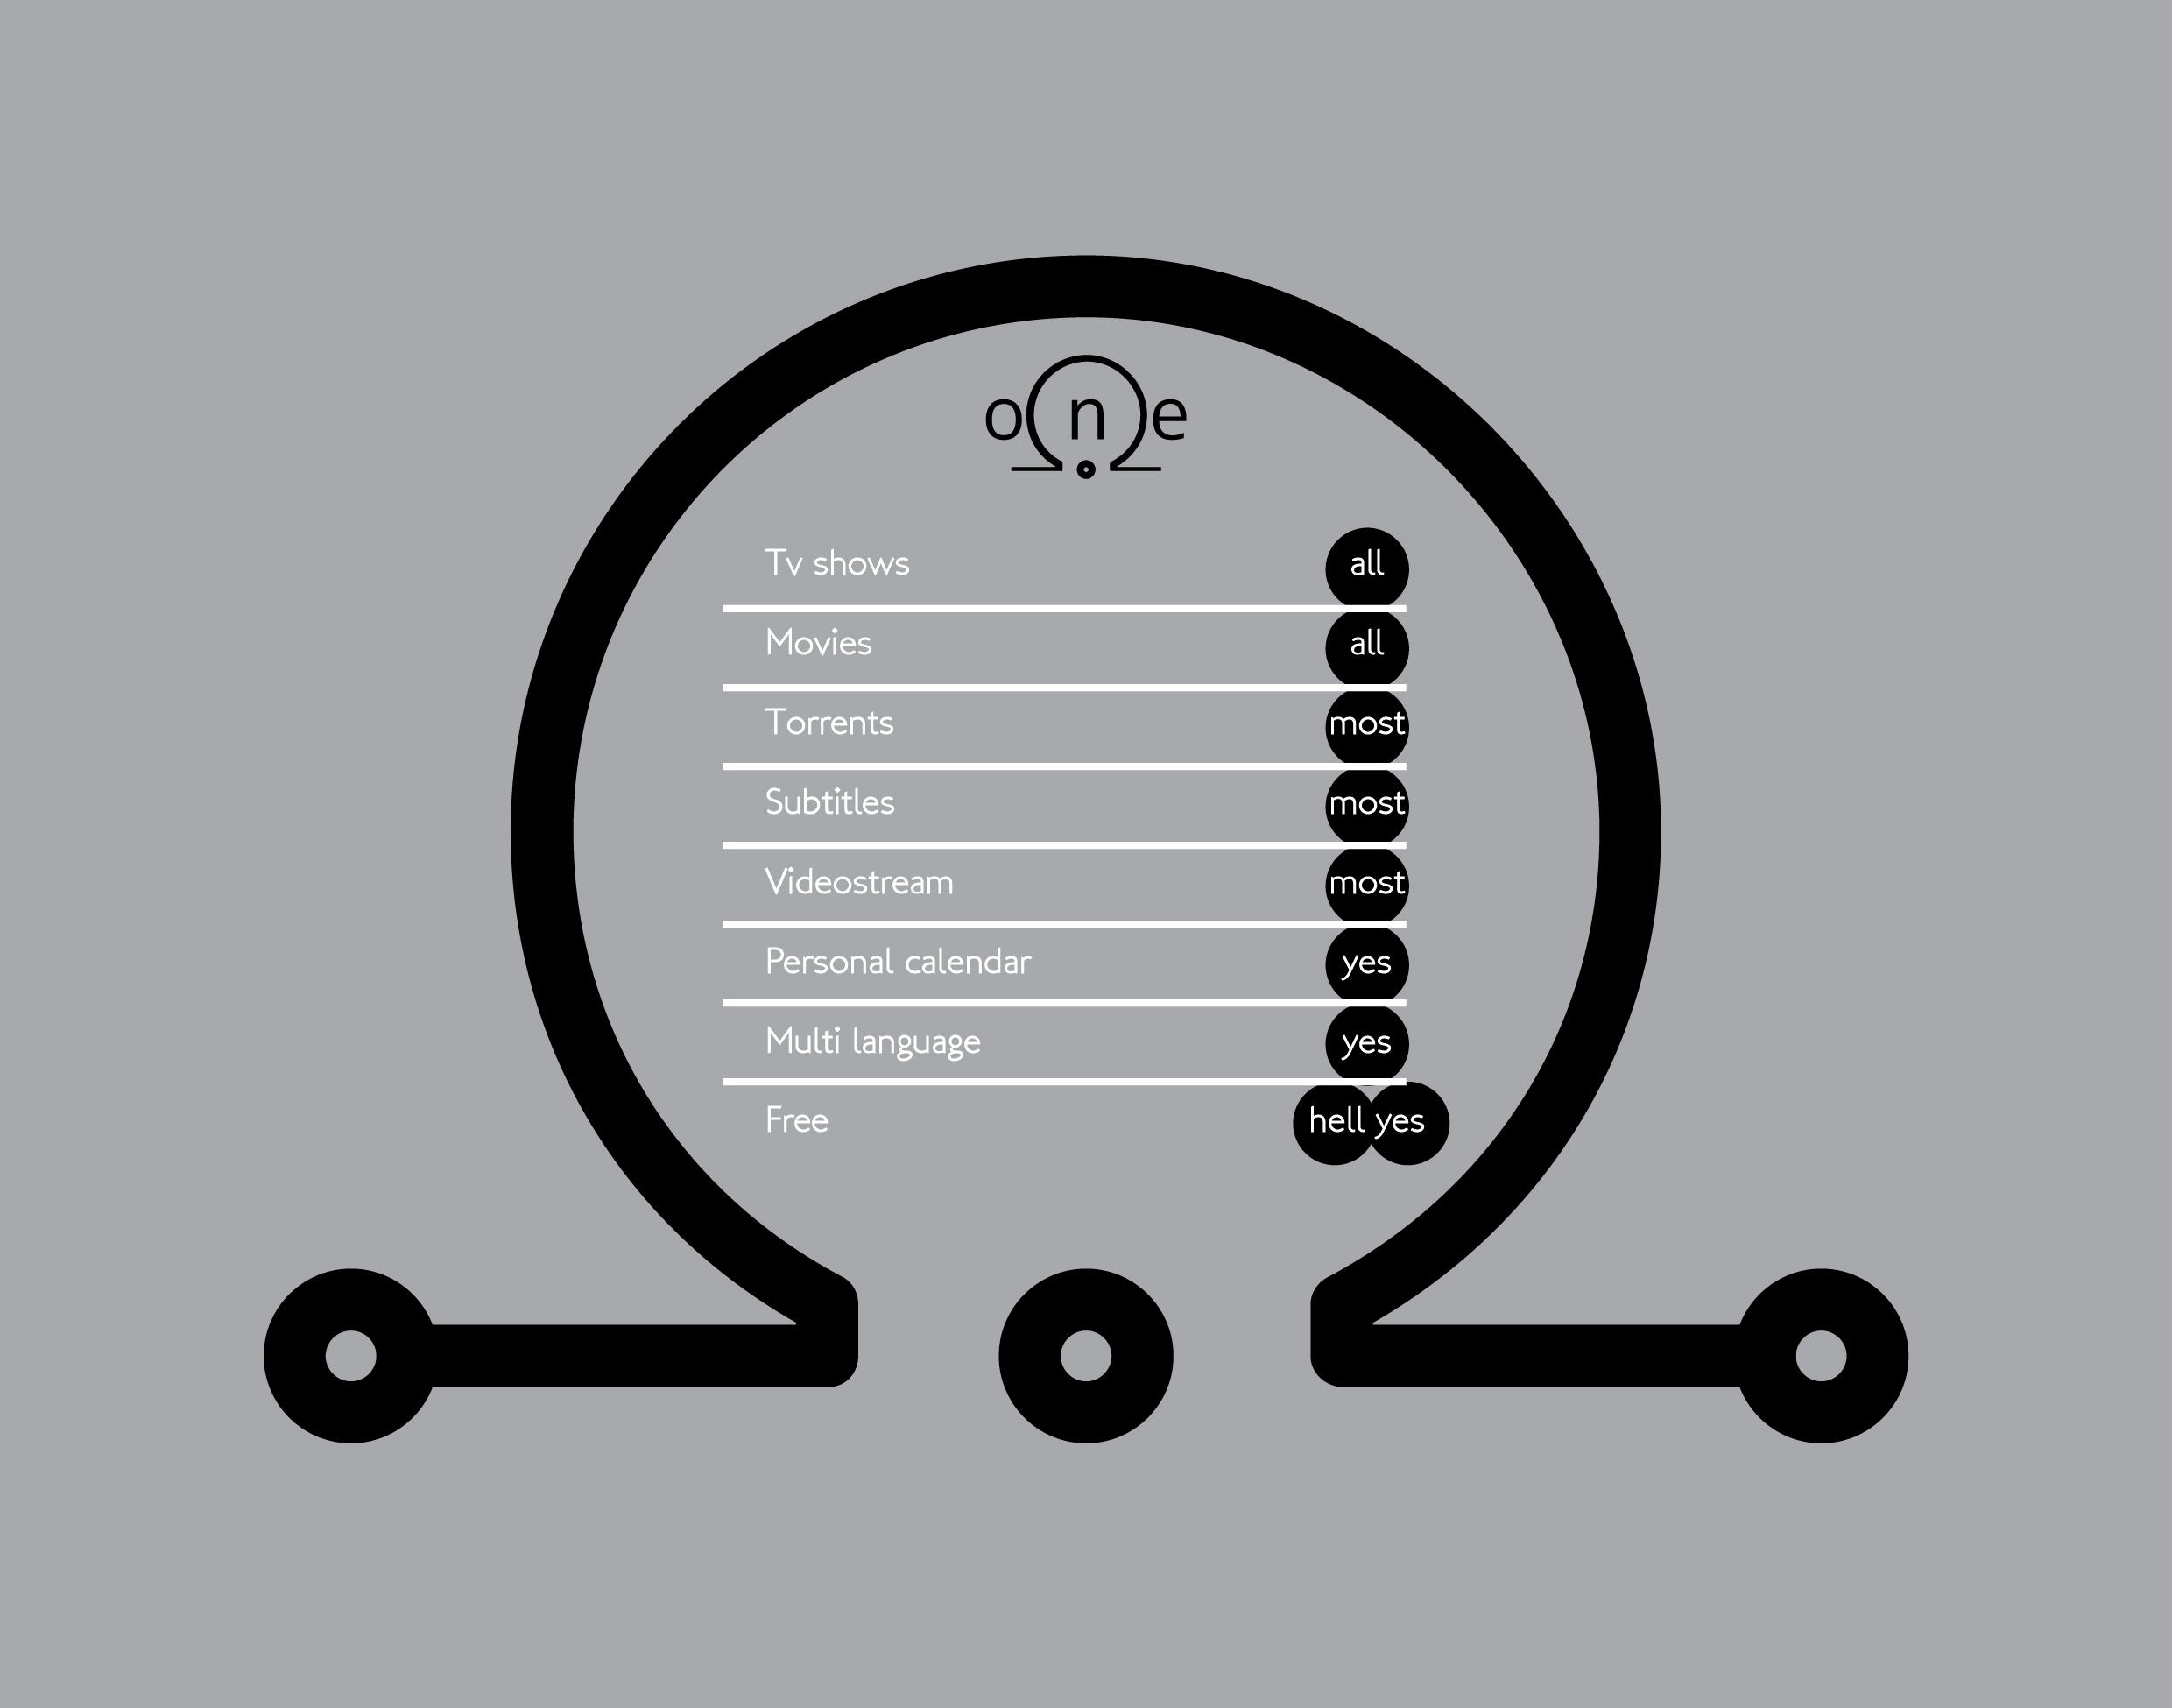 one
Tv shows all
Movies all
Torrents most
Subtitles most
Videostream most
Personal calendar yes
Multi language yes
Free hell yes